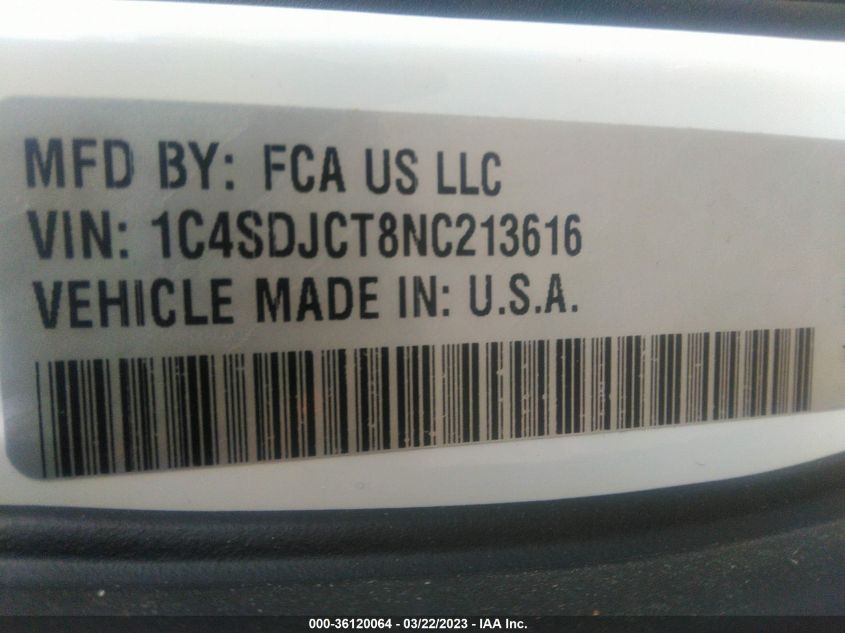 MFD BY: FCA US LLC
VIN: 1C4SDJCT8NC213616
VEHICLE MADE IN: U.S.A.
000-36120064 - 03/22/2023 - IAA Inc.